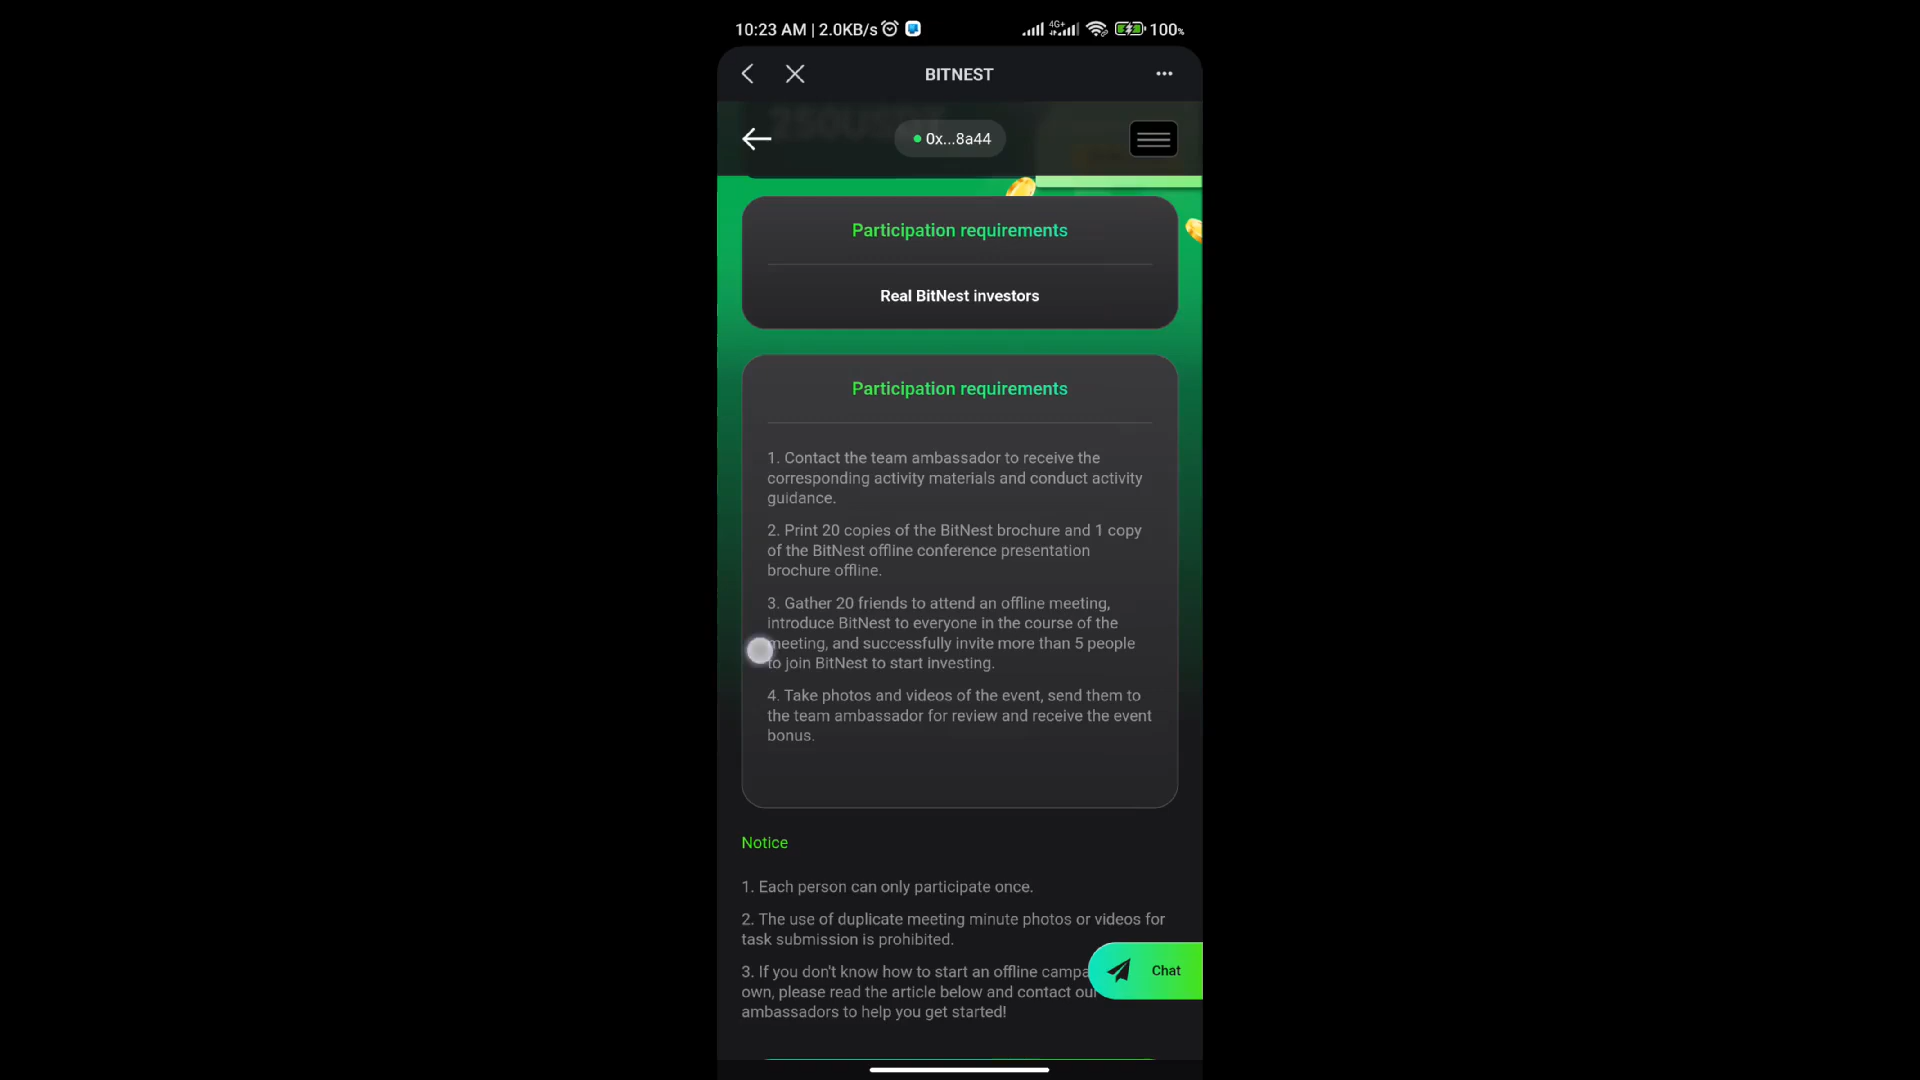 10:23 AM | 2.0KB/s 4G+ 100%
BITNEST
250US
0x...8a44
Participation requirements
Real BitNest investors
Participation requirements
1. Contact the team ambassador to receive the
corresponding activity materials and conduct activity
guidance.
2. Print 20 copies of the BitNest brochure and 1 copy
of the BitNest offline conference presentation
brochure offline.
3. Gather 20 friends to attend an offline meeting,
introduce BitNest to everyone in the course of the
meeting, and successfully invite more than 5 people
to join BitNest to start investing.
4. Take photos and videos of the event, send them to
the team ambassador for review and receive the event
bonus.
Notice
1. Each person can only participate once.
2. The use of duplicate meeting minute photos or videos for
task submission is prohibited.
3. If you don't know how to start an offline
own, please read the article below and contact
ambassadors to help you get started!
Chat